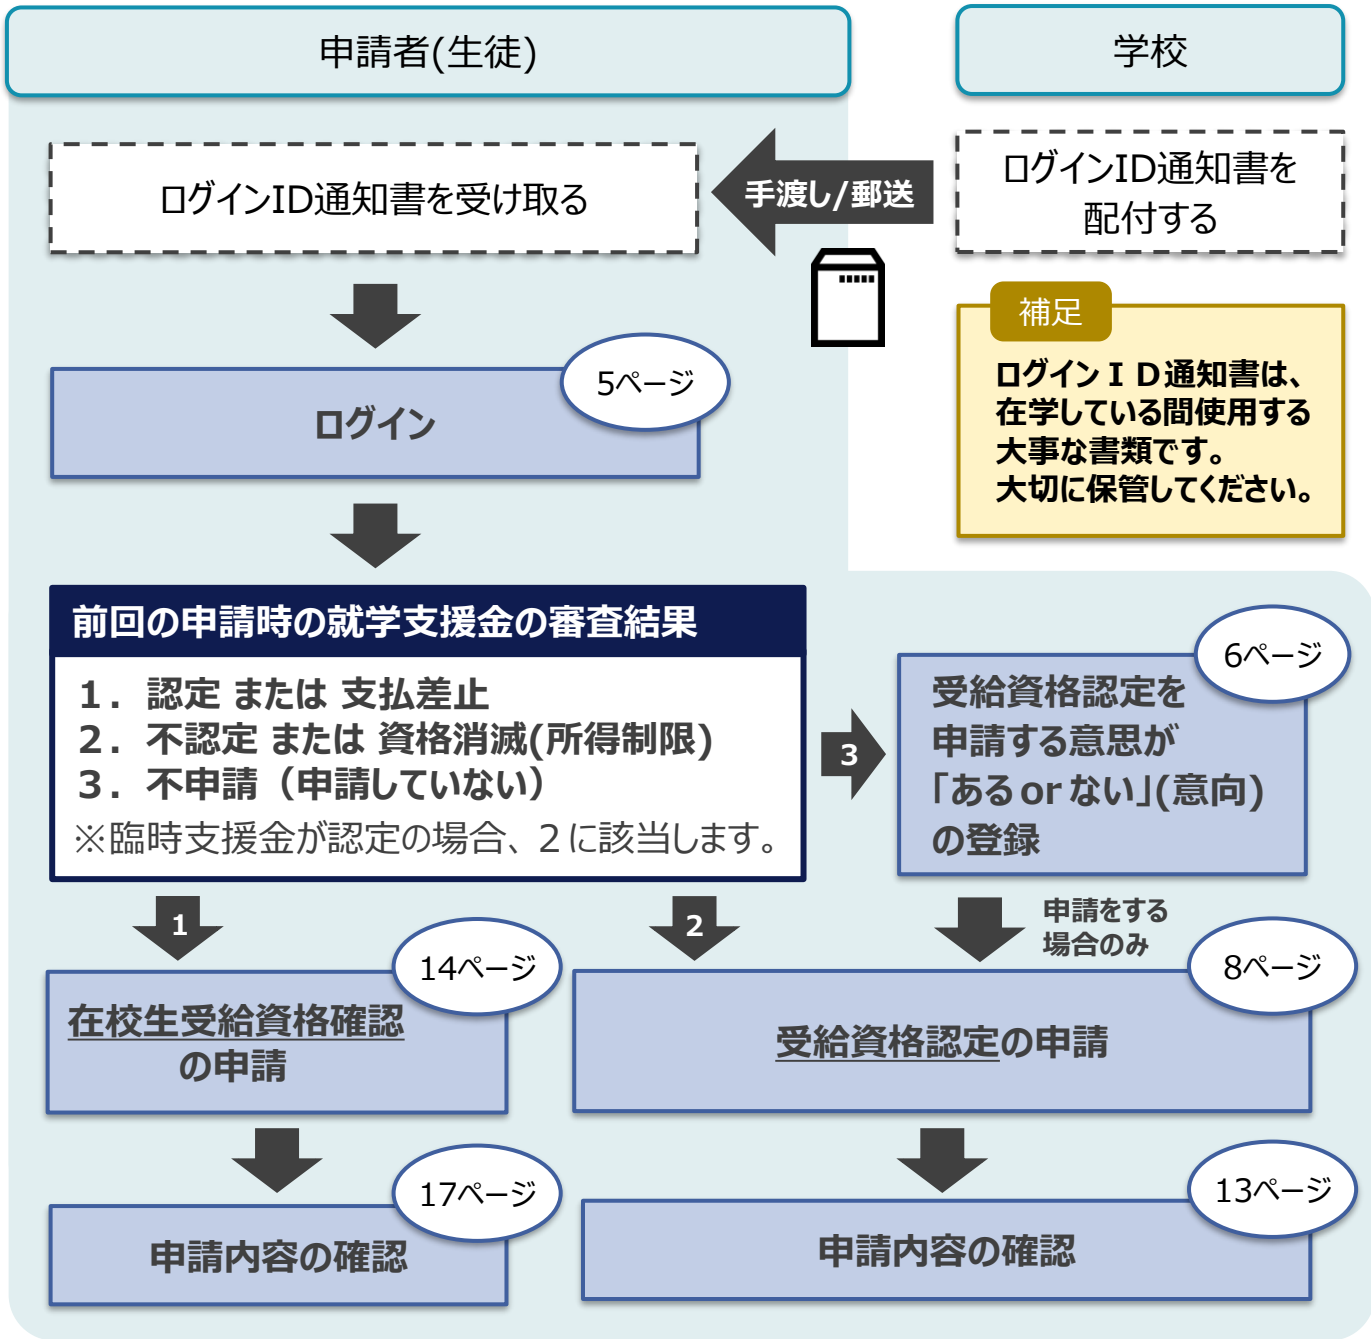 申請者(生徒)
学校
ログインID通知書を受け取る
手渡し/郵送
ログインID通知書を
配付する
補足
ログインＩＤ通知書は、
在学している間使用する
大事な書類です。
大切に保管してください。
5ページ
ログイン
前回の申請時の就学支援金の審査結果
１．認定 または 支払差止
２．不認定 または 資格消滅(所得制限)
３．不申請（申請していない）
※臨時支援金が認定の場合、２に該当します。
3
6ページ
受給資格認定を
申請する意思が
「あるorない」(意向)
の登録
1
2
申請をする
場合のみ
14ページ
在校生受給資格確認
の申請
8ページ
受給資格認定の申請
17ページ
申請内容の確認
13ページ
申請内容の確認